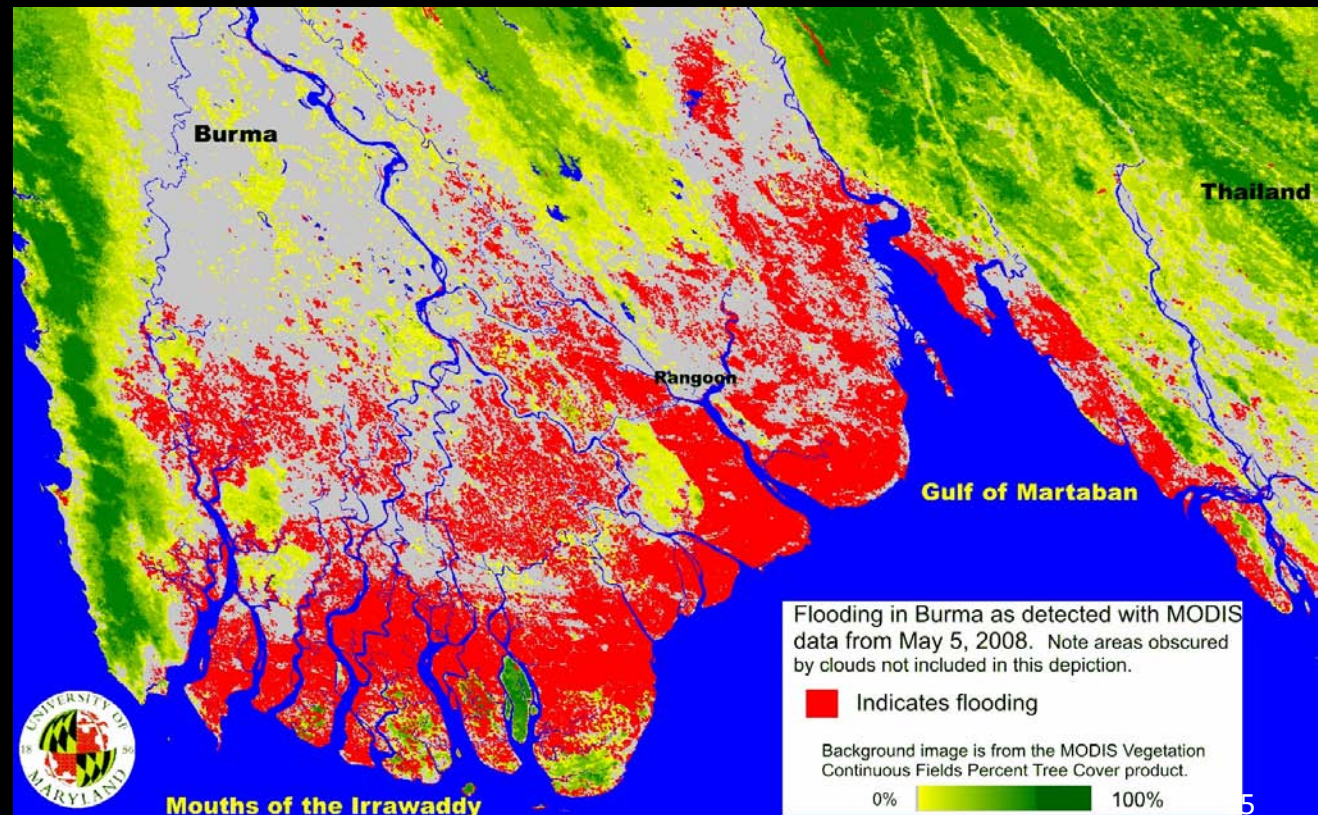 Burma
Thailand
Rangoon
Gulf of Martaban
Flooding in Burma as detected with MODIS
data from May 5, 2008. Note areas obscured
by clouds not included in this depiction.
Indicates flooding
Background image is from the MODIS Vegetation
Continuous Fields Percent Tree Cover product.
0% 100%
5
UNIVERSITY OF
18 56
MARYLAND
Mouths of the Irrawaddy